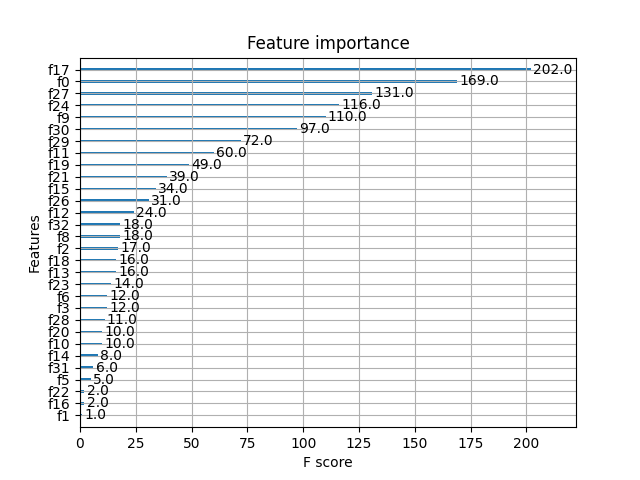 Feature importance
f17 202.0
f0 169.0
f27 131.0
f24 116.0
f9 110.0
f30 97.0
f29 72.0
f11 60.0
f19 49.0
f21 39.0
f15 34.0
f26 31.0
f12 24.0
f32 18.0
f8 18.0
f2 17.0
f18 16.0
f13 16.0
f23 14.0
f6 12.0
f3 12.0
f28 11.0
f20 10.0
f10 10.0
f14 8.0
f31 6.0
f5 5.0
f22 2.0
f16 2.0
f1 1.0
Features
0 25 50 75 100 125 150 175 200
F score